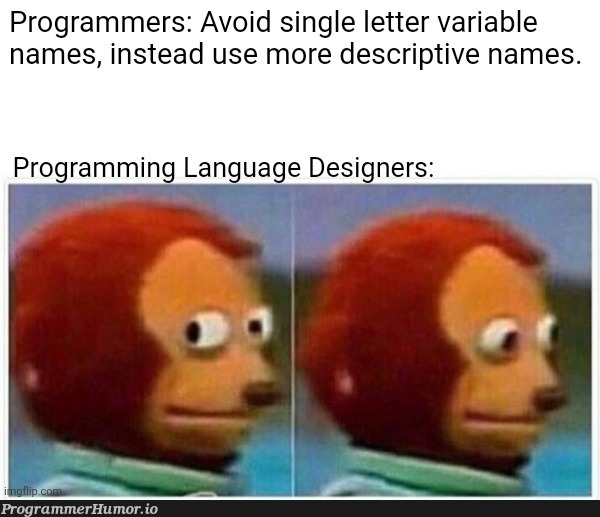 Programmers: Avoid single letter variable
names, instead use more descriptive names.
Programming Language Designers:
imgflip.com
ProgrammerHumor.io